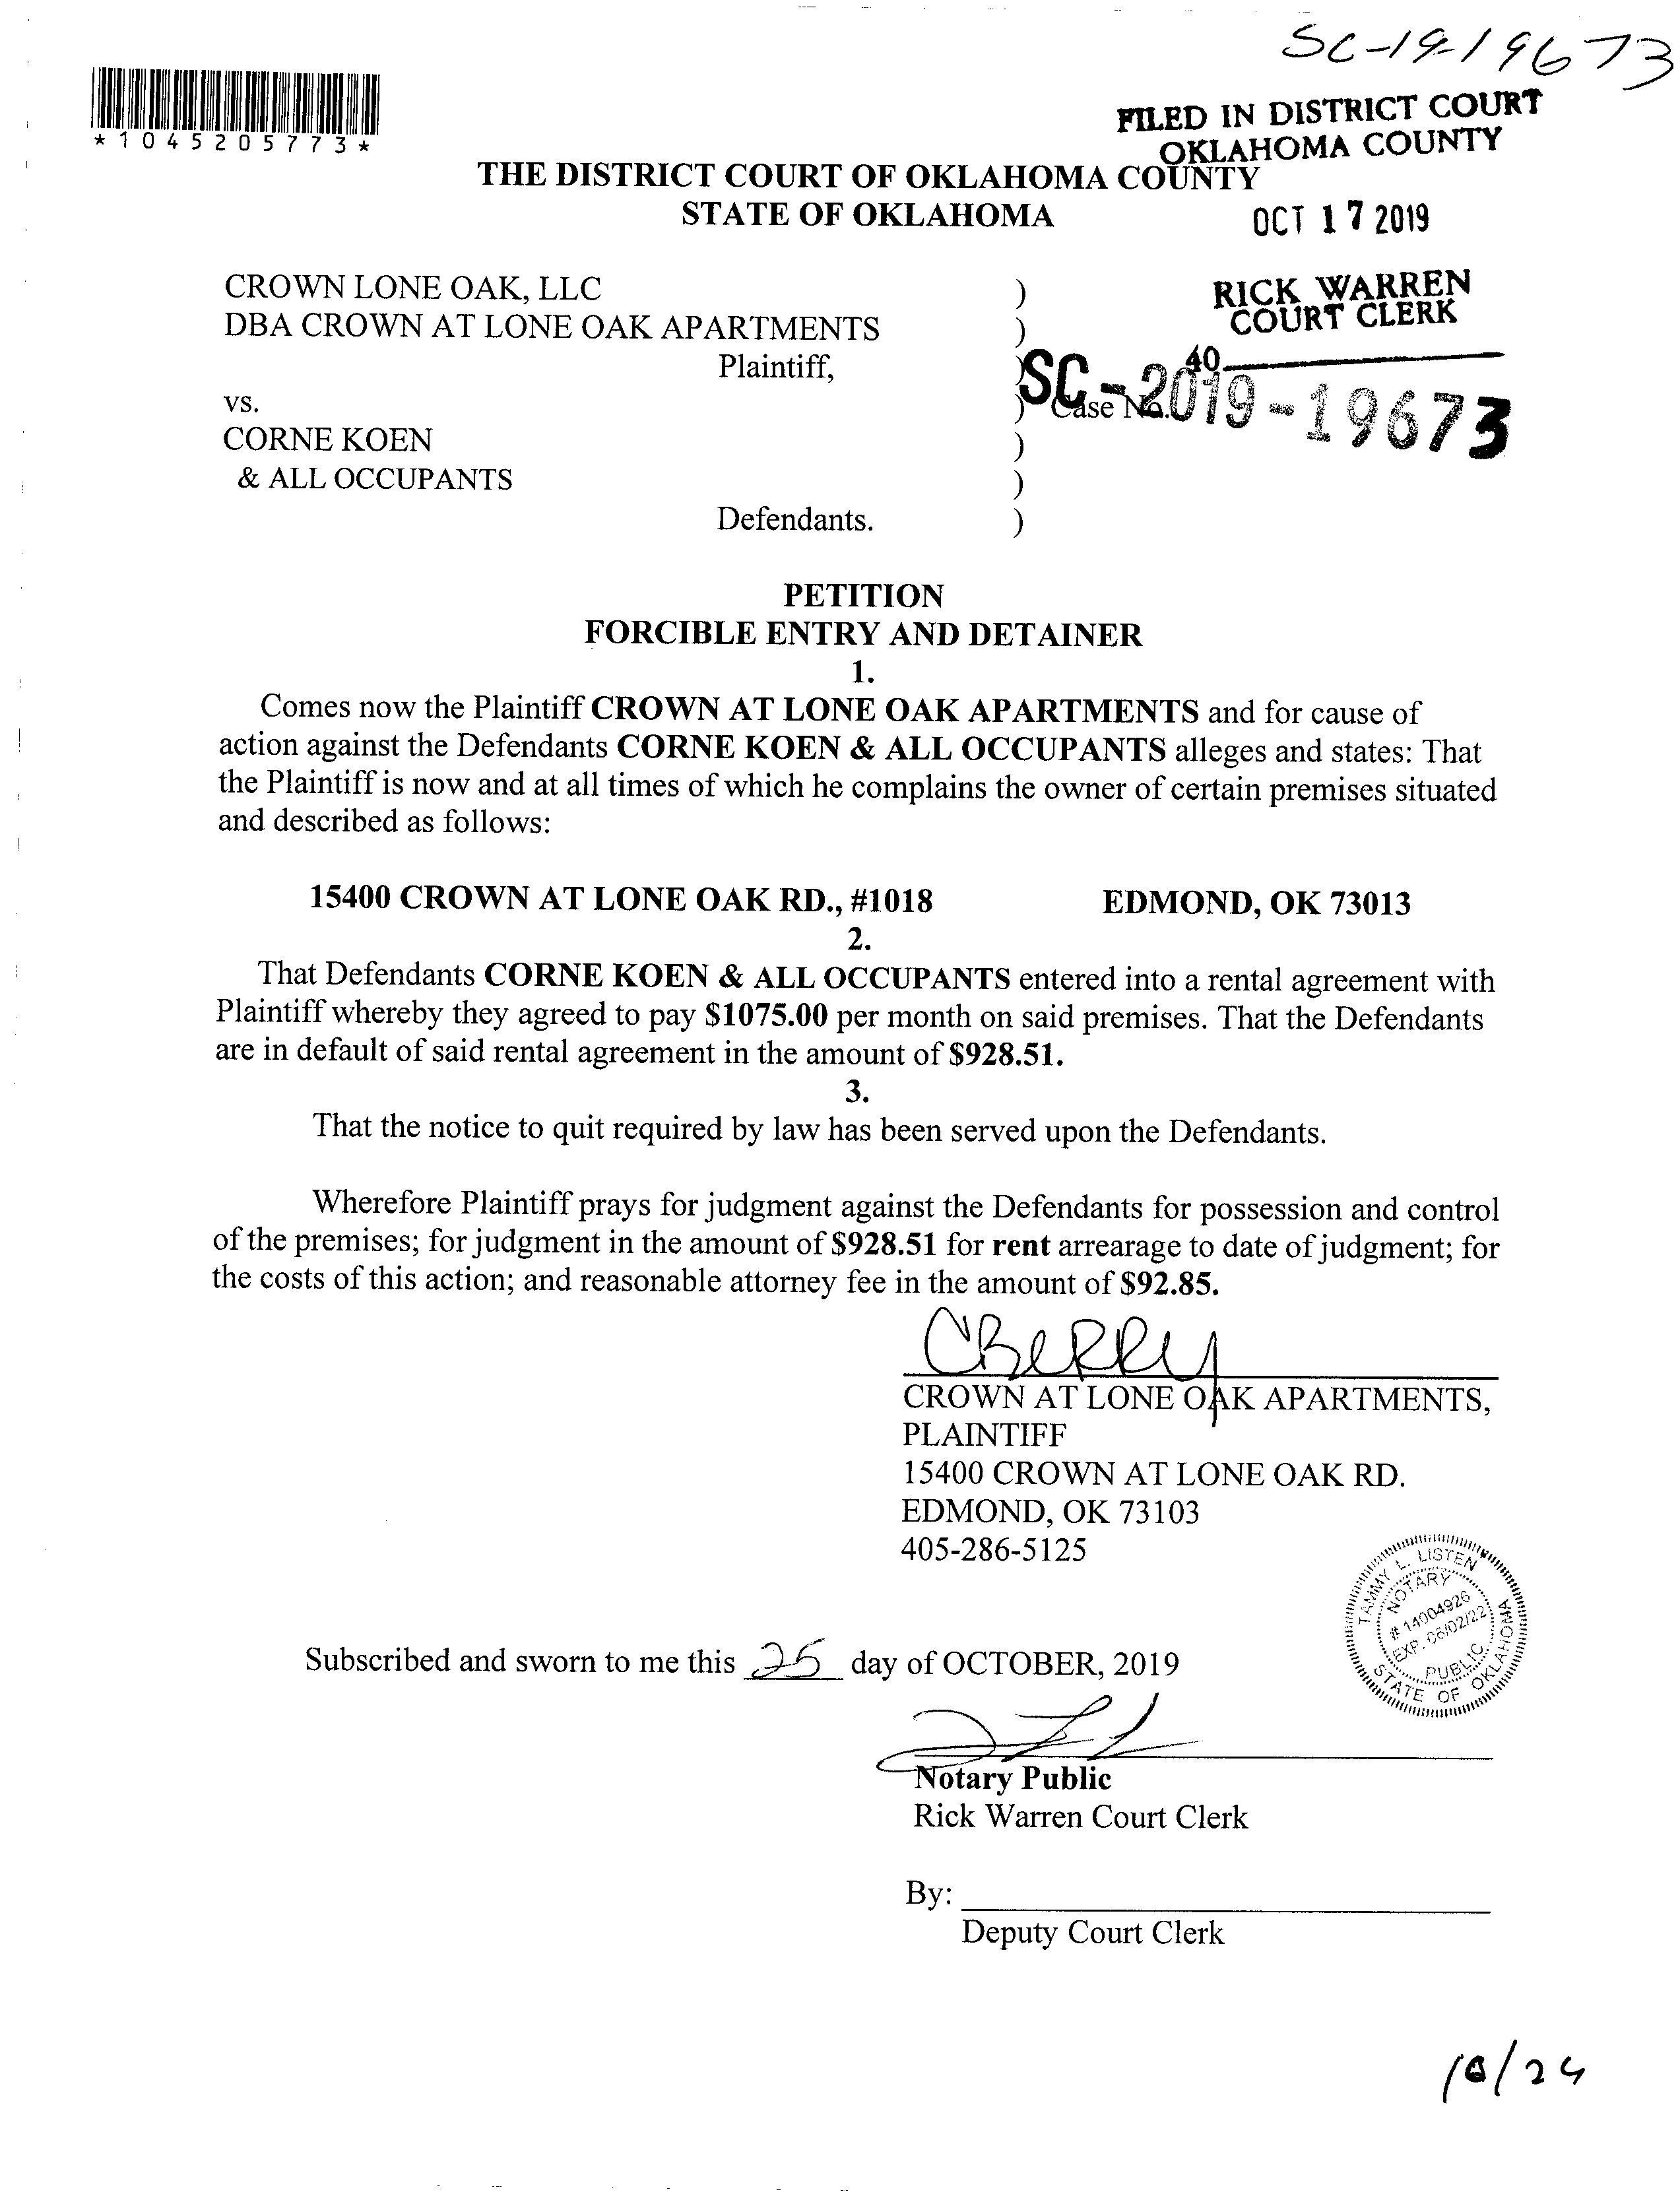 SC-19-19673
*1045205773*
FILED IN DISTRICT COURT
OKLAHOMA COUNTY
THE DISTRICT COURT OF OKLAHOMA COUNTY
STATE OF OKLAHOMA
OCT 17 2019
CROWN LONE OAK, LLC )
DBA CROWN AT LONE OAK APARTMENTS )
RICK WARREN
COURT CLERK
40
Plaintiff, )
vs. ) Case No.
SC-2019-19673
CORNE KOEN )
& ALL OCCUPANTS )
Defendants. )
PETITION
FORCIBLE ENTRY AND DETAINER
1.
Comes now the Plaintiff CROWN AT LONE OAK APARTMENTS and for cause of
action against the Defendants CORNE KOEN & ALL OCCUPANTS alleges and states: That
the Plaintiff is now and at all times of which he complains the owner of certain premises situated
and described as follows:
15400 CROWN AT LONE OAK RD., #1018 EDMOND, OK 73013
2.
That Defendants CORNE KOEN & ALL OCCUPANTS entered into a rental agreement with
Plaintiff whereby they agreed to pay $1075.00 per month on said premises. That the Defendants
are in default of said rental agreement in the amount of $928.51.
3.
That the notice to quit required by law has been served upon the Defendants.
Wherefore Plaintiff prays for judgment against the Defendants for possession and control
of the premises; for judgment in the amount of $928.51 for rent arrearage to date of judgment; for
the costs of this action; and reasonable attorney fee in the amount of $92.85.
CBERRY
CROWN AT LONE OAK APARTMENTS,
PLAINTIFF
15400 CROWN AT LONE OAK RD.
EDMOND, OK 73103
405-286-5125
TAMMY L. LISTEN
NOTARY
# 14004926
EXP. 06/02/22
PUBLIC
STATE OF OKLAHOMA
Subscribed and sworn to me this 25 day of OCTOBER, 2019
Notary Public
Rick Warren Court Clerk
By:
Deputy Court Clerk
10/24